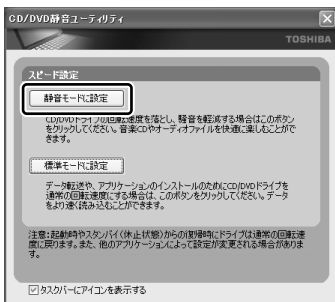 CD/DVD静音ユーティリティ
TOSHIBA
スピード設定
静音モードに設定
CD/DVDドライブの回転速度を落とし、騒音を軽減する場合はこのボタン
をクリックしてください。音楽CDやオーディオファイルを快適に楽しむことがで
きます。
標準モードに設定
データ転送や、アプリケーションのインストールのためにCD/DVDドライブを
通常の回転速度にする場合は、このボタンをクリックしてください。データ
をより速く読み込むことができます。
注意:起動時やスタンバイ(休止状態)からの復帰時にドライブは通常の回転速
度に戻ります。また、他のアプリケーションによって設定が変更される場合がありま
す。
タスクバーにアイコンを表示する